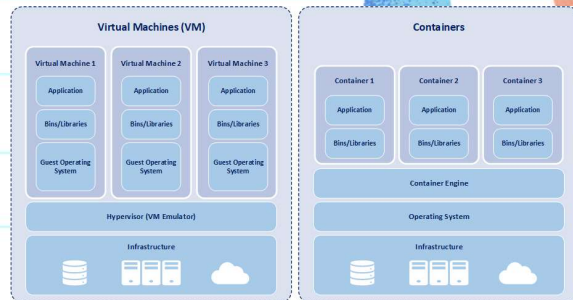 Virtual Machines (VM)
Virtual Machine 1
Application
Bins/Libraries
Guest Operating
System
Virtual Machine 2
Application
Bins/Libraries
Guest Operating
System
Virtual Machine 3
Application
Bins/Libraries
Guest Operating
System
Hypervisor (VM Emulator)
Infrastructure
Containers
Container 1
Application
Bins/Libraries
Container 2
Application
Bins/Libraries
Container 3
Application
Bins/Libraries
Container Engine
Operating System
Infrastructure